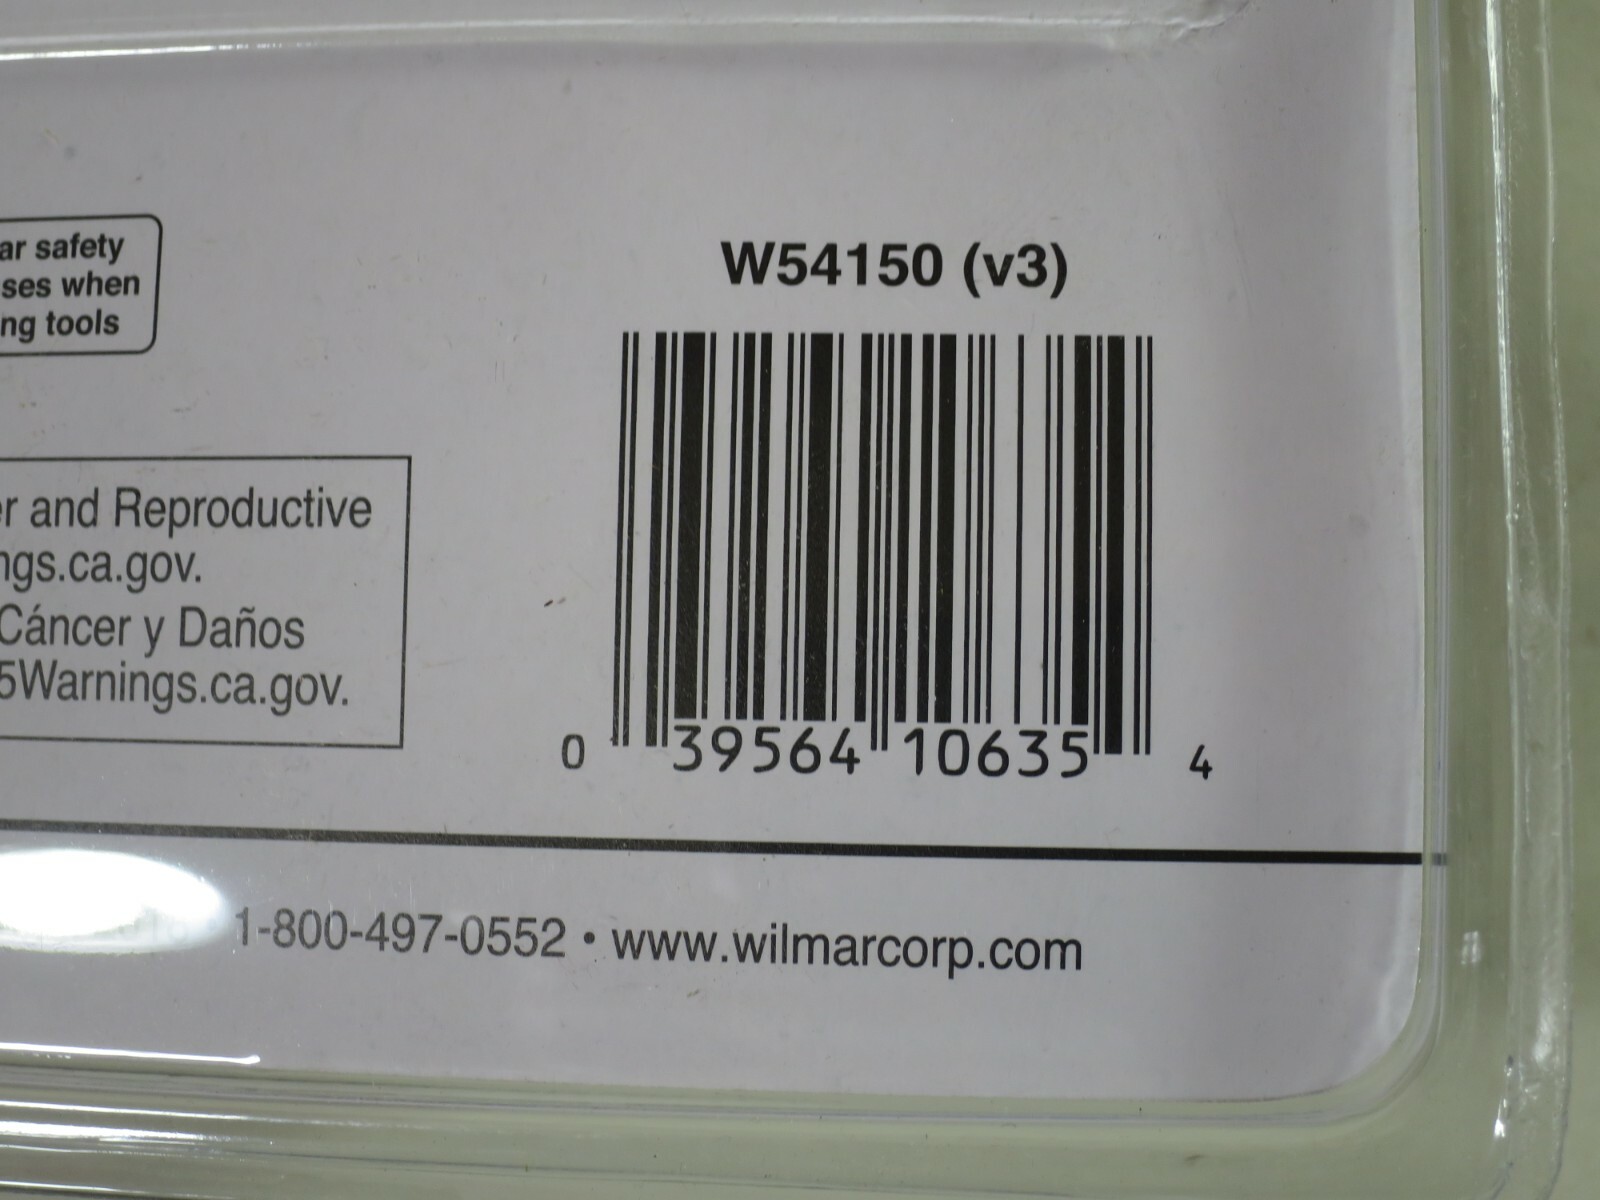 ar safety
ses when
ng tools
W54150 (v3)
r and Reproductive
ngs.ca.gov.
Cáncer y Daños
5Warnings.ca.gov.
0 39564 10635 4
1-800-497-0552 • www.wilmarcorp.com